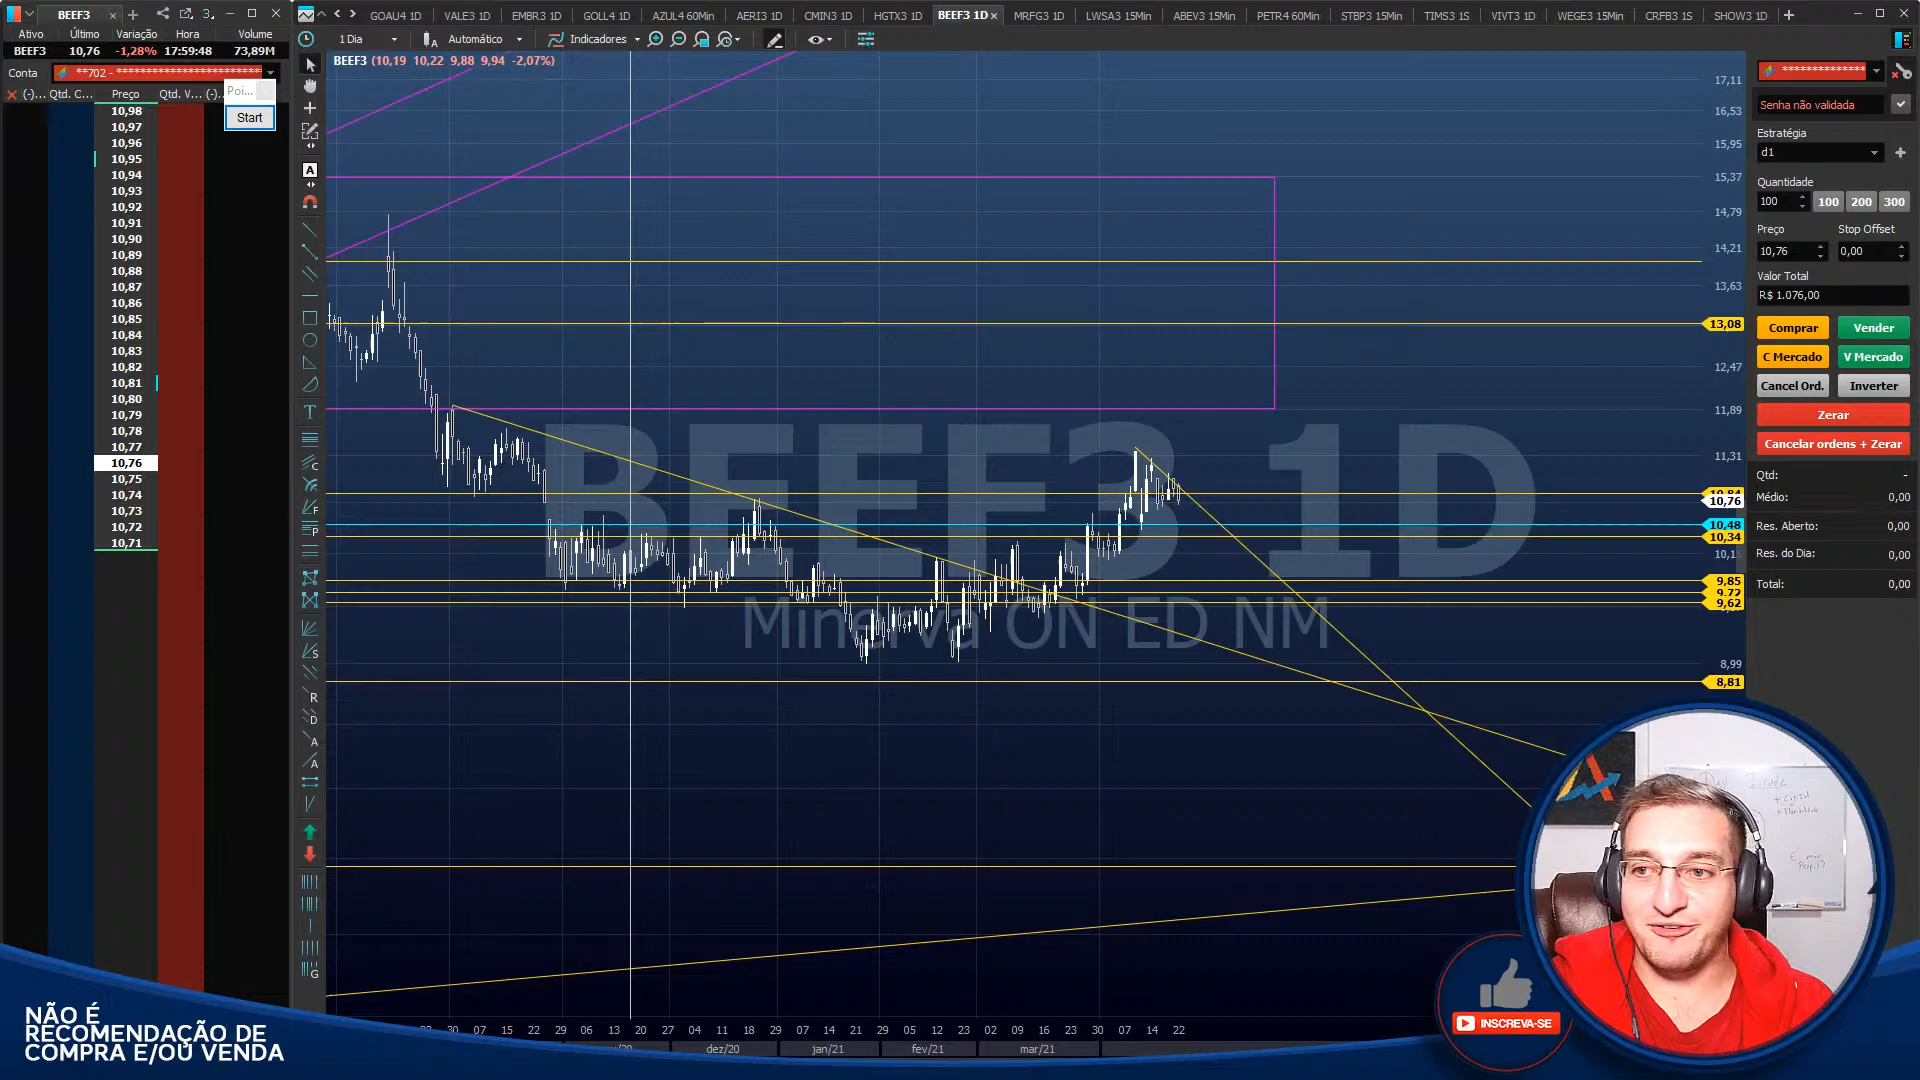 BEEF3
GOAU4 1D
VALE3 1D
EMBR3 1D
GOLL4 1D
AZUL4 60Min
AERI3 1D
CMIN3 1D
HGTX3 1D
BEEF3 1D
MRFG3 1D
LWSA3 15Min
ABEV3 15Min
PETR4 60Min
STBP3 15Min
TIMS3 1S
VIVT3 1D
WEGE3 15Min
CRFB3 1S
SHOW3 1D
Ativo Último Variação Hora Volume
BEEF3 10,76 -1,28% 17:59:48 73,89M
Conta **702 -
1 Dia
Automático
Indicadores
(-)... Qtd. C... Preço Qtd. V... (-)...
Poi...
Start
10,98
10,97
10,96
10,95
10,94
10,93
10,92
10,91
10,90
10,89
10,88
10,87
10,86
10,85
10,84
10,83
10,82
10,81
10,80
10,79
10,78
10,77
10,76
10,75
10,74
10,73
10,72
10,71
BEEF3 (10,19 10,22 9,88 9,94 -2,07%)
BEEF3 1D
Minerva ON ED NM
17,11
16,53
15,95
15,37
14,79
14,21
13,63
13,08
12,47
11,89
11,31
10,84
10,76
10,48
10,34
10,15
9,85
9,72
9,62
8,99
8,81
30 07 15 22 29 06 13 20 27 04 11 18 29 07 14 21 29 05 12 23 02 09 16 23 30 07 14 22
dez/20 jan/21 fev/21 mar/21
Senha não validada
Estratégia
d1
Quantidade
100 100 200 300
Preço Stop Offset
10,76 0,00
Valor Total
R$ 1.076,00
Comprar Vender
C Mercado V Mercado
Cancel Ord. Inverter
Zerar
Cancelar ordens + Zerar
Qtd: -
Médio: 0,00
Res. Aberto: 0,00
Res. do Dia: 0,00
Total: 0,00
NÃO É
RECOMENDAÇÃO DE
COMPRA E/OU VENDA
INSCREVA-SE